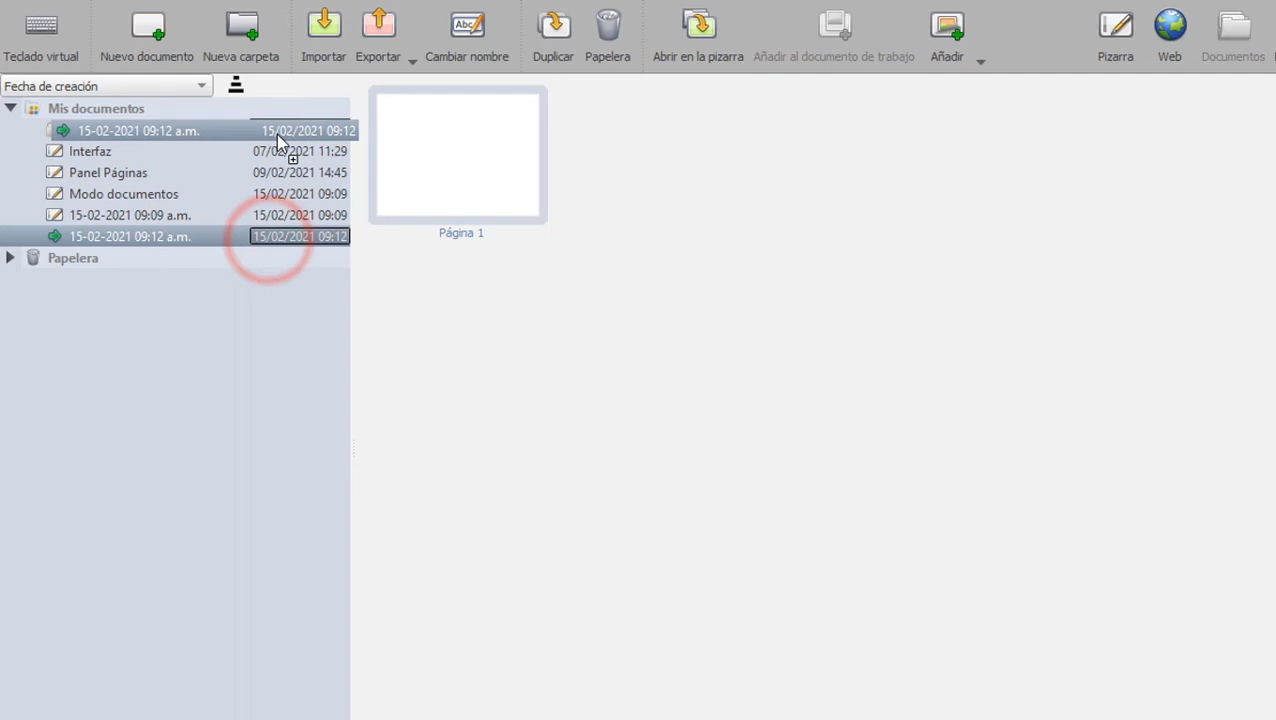 Teclado virtual
Nuevo documento
Nueva carpeta
Importar
Exportar
Cambiar nombre
Duplicar
Papelera
Abrir en la pizarra
Añadir al documento de trabajo
Añadir
Pizarra
Web
Documentos
Abc
Fecha de creación
Mis documentos
15-02-2021 09:12 a.m. 15/02/2021 09:12
Interfaz 07/02/2021 11:29
Panel Páginas 09/02/2021 14:45
Modo documentos 15/02/2021 09:09
15-02-2021 09:09 a.m. 15/02/2021 09:09
15-02-2021 09:12 a.m. 15/02/2021 09:12
Papelera
Página 1